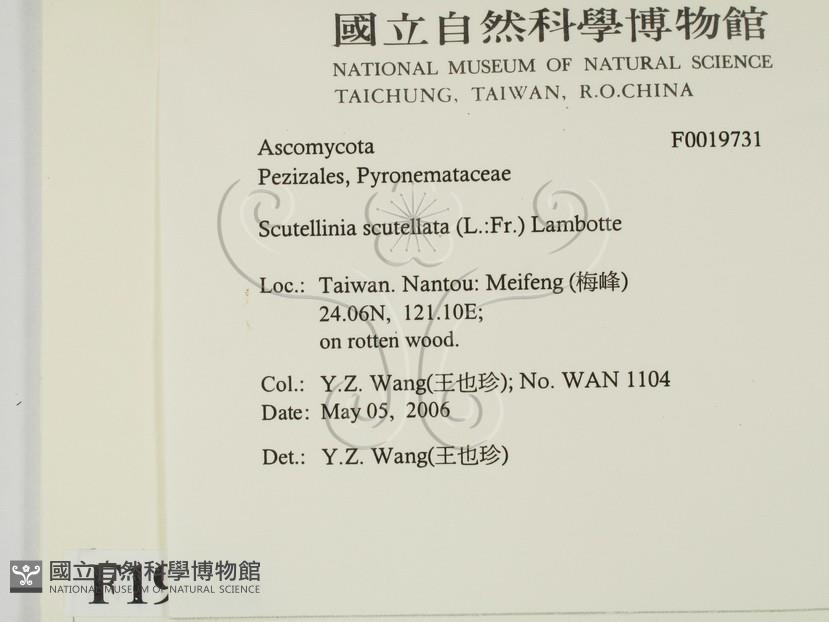 國立自然科學博物館
NATIONAL MUSEUM OF NATURAL SCIENCE
TAICHUNG, TAIWAN, R.O.CHINA
Ascomycota F0019731
Pezizales, Pyronemataceae
Scutellinia scutellata (L.:Fr.) Lambotte
Loc.: Taiwan. Nantou: Meifeng (梅峰)
24.06N, 121.10E;
on rotten wood.
Col.: Y.Z. Wang(王也珍); No. WAN 1104
Date: May 05, 2006
Det.: Y.Z. Wang(王也珍)
國立自然科學博物館
NATIONAL MUSEUM OF NATURAL SCIENCE